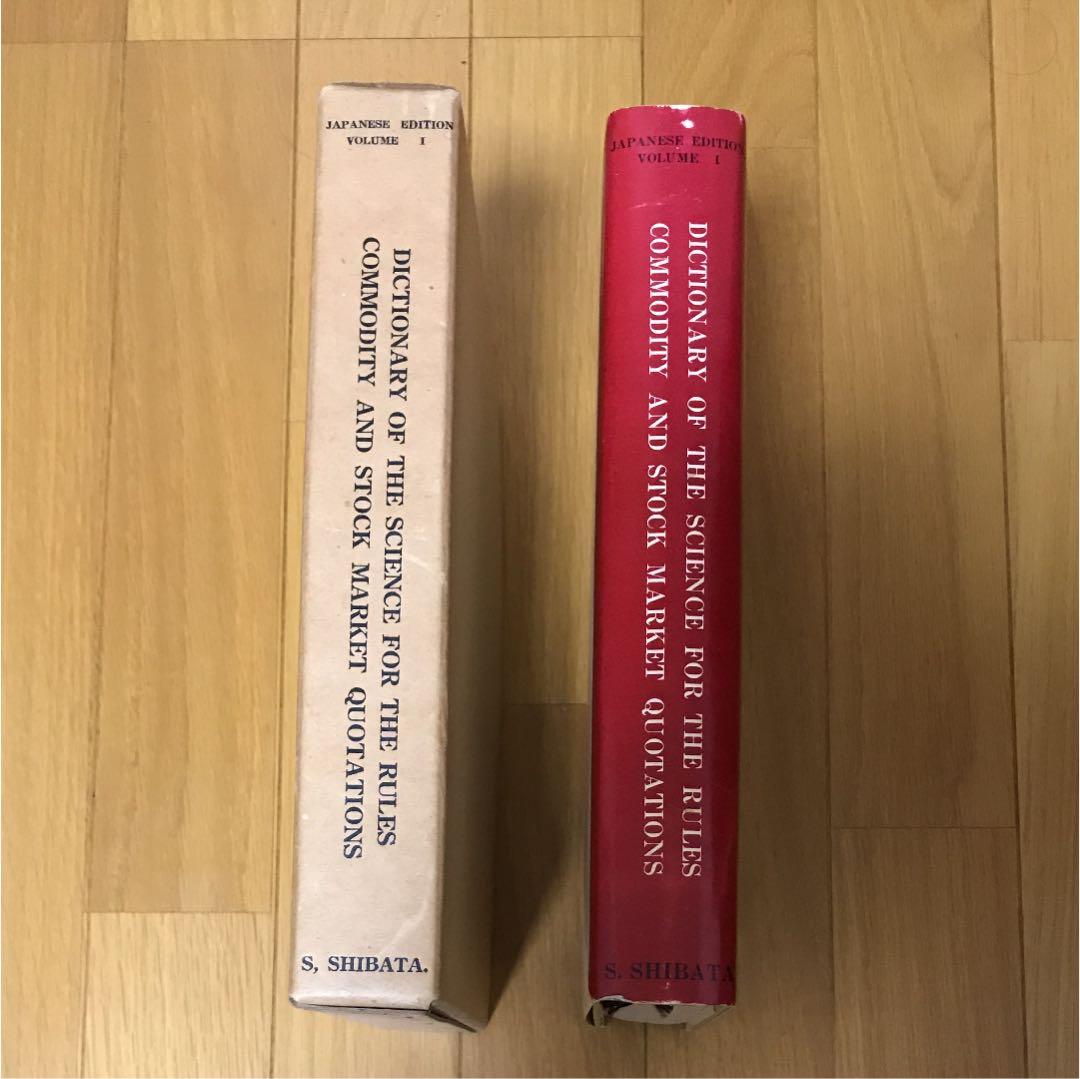 JAPANESE EDITION
VOLUME I
DICTIONARY OF THE SCIENCE FOR THE RULES
COMMODITY AND STOCK MARKET QUOTATIONS
S, SHIBATA.
JAPANESE EDITION
VOLUME I
DICTIONARY OF THE SCIENCE FOR THE RULES
COMMODITY AND STOCK MARKET QUOTATIONS
S. SHIBATA